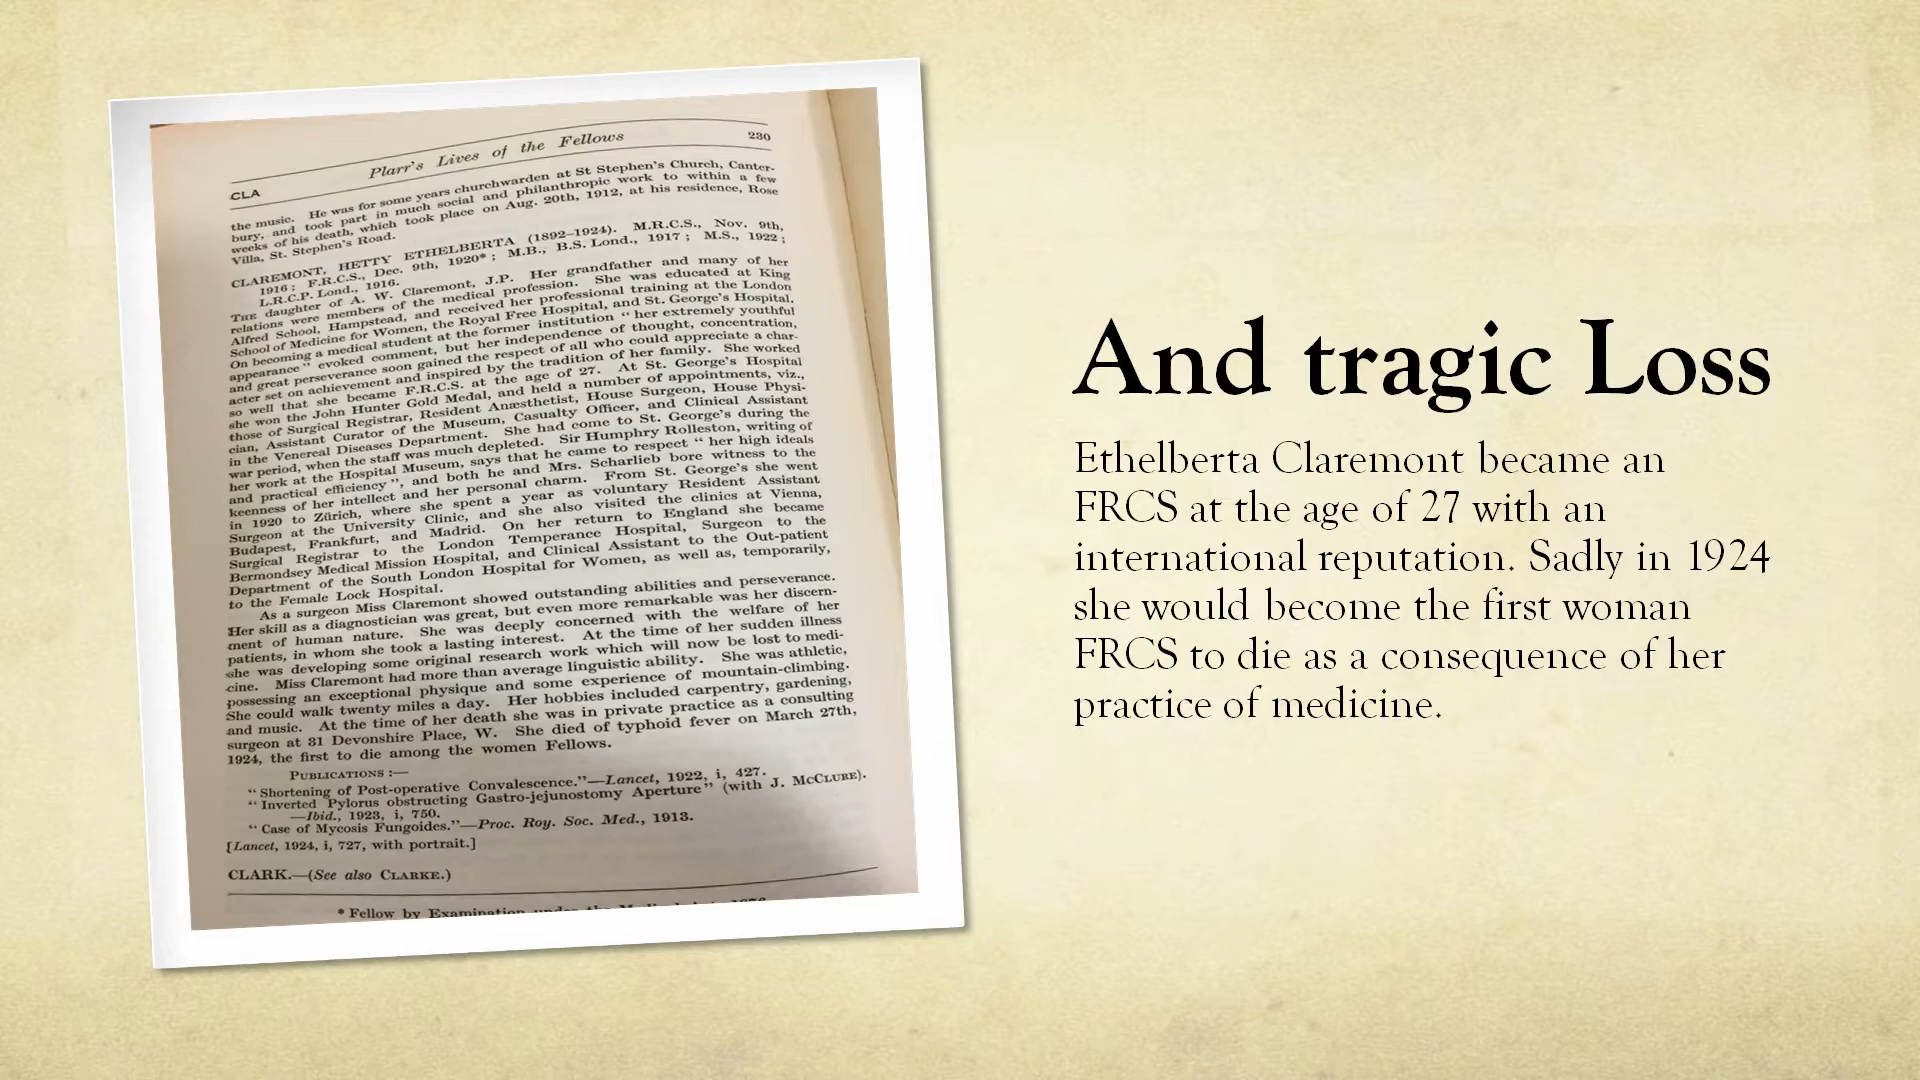 Plarr's Lives of the Fellows
230
CLA
the music. He was for some years churchwarden at St Stephen's Church, Canter-
bury, and took part in much social and philanthropic work to within a few
weeks of his death, which took place on Aug. 20th, 1912, at his residence, Rose
Villa, St. Stephen's Road.
CLAREMONT, HETTY ETHELBERTA (1892–1924). M.R.C.S., Nov. 9th,
1916; F.R.C.S., Dec. 9th, 1920*; M.B., B.S. Lond., 1917; M.S., 1922;
L.R.C.P. Lond., 1916.
THE daughter of A. W. Claremont, J.P. Her grandfather and many of her
relations were members of the medical profession. She was educated at King
Alfred School, Hampstead, and received her professional training at the London
School of Medicine for Women, the Royal Free Hospital, and St. George's Hospital.
On becoming a medical student at the former institution "her extremely youthful
appearance" evoked comment, but her independence of thought, concentration,
and great perseverance soon gained the respect of all who could appreciate a char-
acter set on achievement and inspired by the tradition of her family. She worked
so well that she became F.R.C.S. at the age of 27. At St. George's Hospital
she won the John Hunter Gold Medal, and held a number of appointments, viz.,
those of Surgical Registrar, Resident Anæsthetist, House Surgeon, House Physi-
cian, Assistant Curator of the Museum, Casualty Officer, and Clinical Assistant
in the Venereal Diseases Department. She had come to St. George's during the
war period, when the staff was much depleted. Sir Humphry Rolleston, writing of
her work at the Hospital Museum, says that he came to respect "her high ideals
and practical efficiency", and both he and Mrs. Scharlieb bore witness to the
keenness of her intellect and her personal charm. From St. George's she went
in 1920 to Zürich, where she spent a year as voluntary Resident Assistant
Surgeon at the University Clinic, and she also visited the clinics at Vienna,
Budapest, Frankfurt, and Madrid. On her return to England she became
Surgical Registrar to the London Temperance Hospital, Surgeon to the
Bermondsey Medical Mission Hospital, and Clinical Assistant to the Out-patient
Department of the South London Hospital for Women, as well as, temporarily,
to the Female Lock Hospital.
As a surgeon Miss Claremont showed outstanding abilities and perseverance.
Her skill as a diagnostician was great, but even more remarkable was her discern-
ment of human nature. She was deeply concerned with the welfare of her
patients, in whom she took a lasting interest. At the time of her sudden illness
she was developing some original research work which will now be lost to medi-
cine. Miss Claremont had more than average linguistic ability. She was athletic,
possessing an exceptional physique and some experience of mountain-climbing.
She could walk twenty miles a day. Her hobbies included carpentry, gardening,
and music. At the time of her death she was in private practice as a consulting
surgeon at 31 Devonshire Place, W. She died of typhoid fever on March 27th,
1924, the first to die among the women Fellows.
PUBLICATIONS:—
"Shortening of Post-operative Convalescence."—Lancet, 1922, i, 427.
"Inverted Pylorus obstructing Gastro-jejunostomy Aperture" (with J. MCCLURE).
—Ibid., 1923, i, 750.
"Case of Mycosis Fungoides."—Proc. Roy. Soc. Med., 1913.
[Lancet, 1924, i, 727, with portrait.]
CLARK.—(See also CLARKE.)
* Fellow by Examination under the
And tragic Loss
Ethelberta Claremont became an
FRCS at the age of 27 with an
international reputation. Sadly in 1924
she would become the first woman
FRCS to die as a consequence of her
practice of medicine.